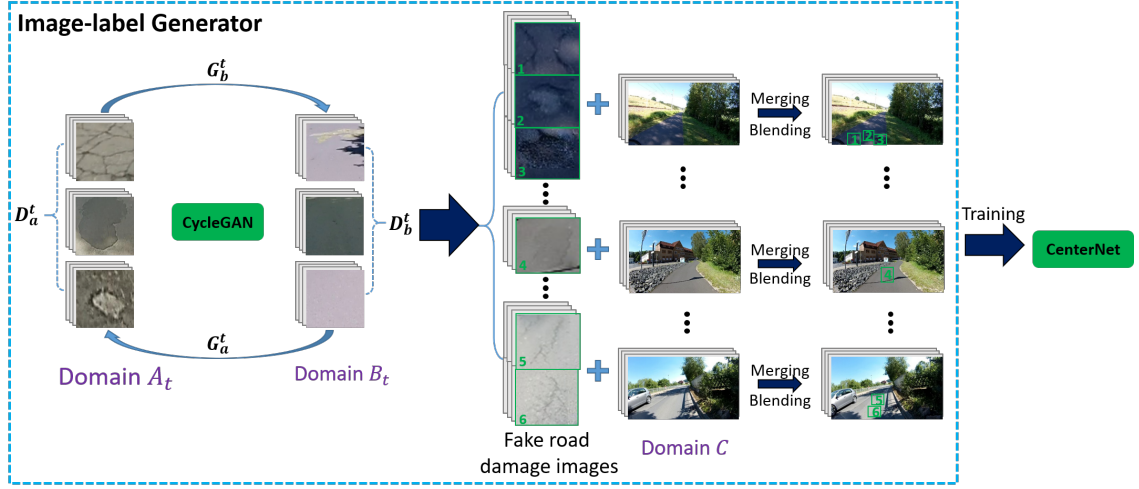 Image-label Generator
G_b^t
D_a^t
CycleGAN
D_b^t
G_a^t
Domain A_t
Domain B_t
1
2
3
4
5
6
Fake road
damage images
Merging
Blending
1 2 3
Merging
Blending
4
Merging
Blending
5
6
Domain C
Training
CenterNet